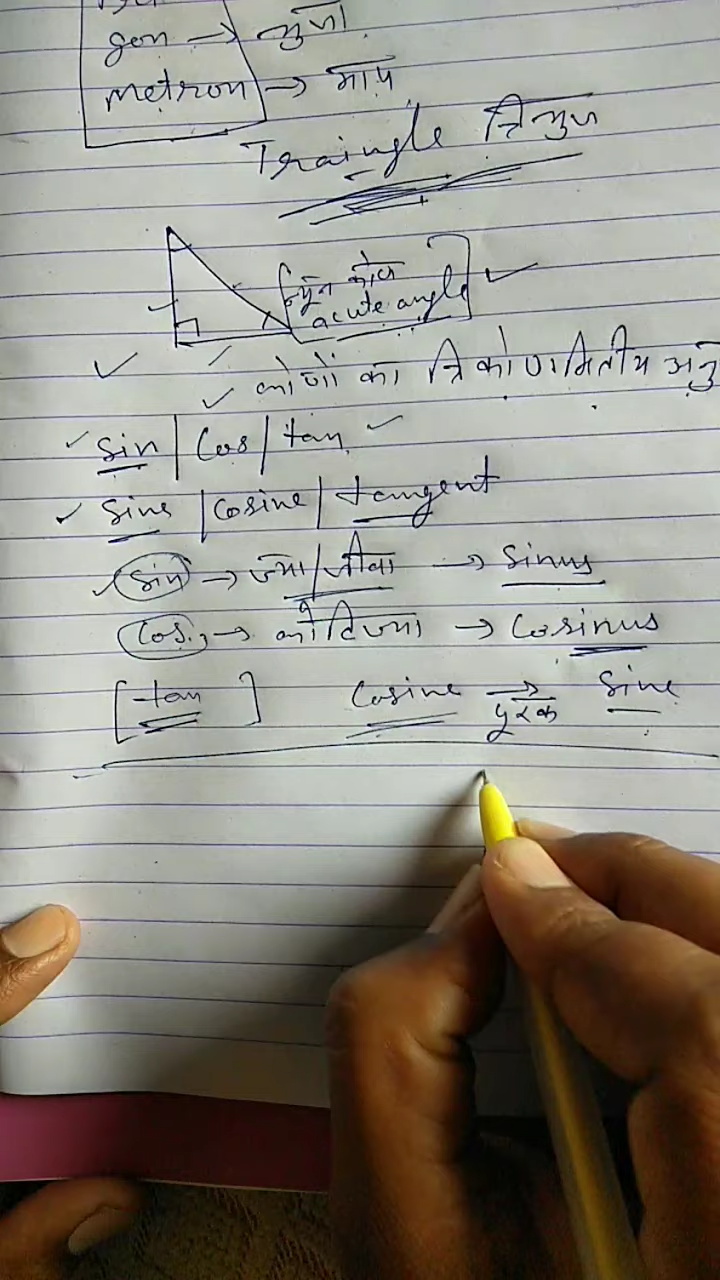 gon → भुजा
metron → माप
Traingle त्रिभुज
न्यून कोण
acute angle
कोणों का त्रिकोणमितीय अनु
sin | Cos | tan
Sine | Cosine | tangent
sin → ज्या/जीवा → Sinus
Cos. → कोटिज्या → Cosinus
[tan] Cosine → Sine
पूरक